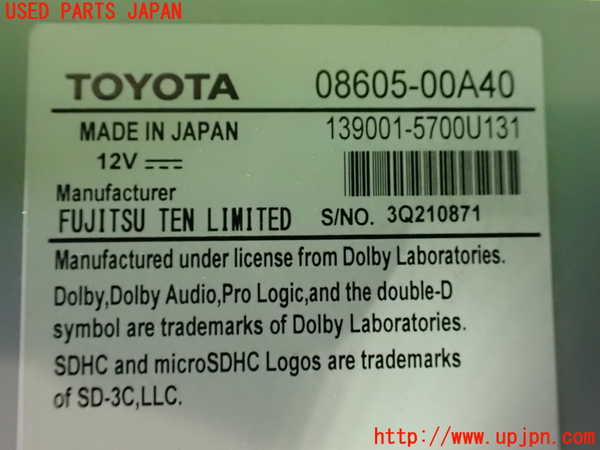 USED PARTS JAPAN
TOYOTA 08605-00A40
MADE IN JAPAN 139001-5700U131
12V
Manufacturer
FUJITSU TEN LIMITED S/NO. 3Q210871
Manufactured under license from Dolby Laboratories.
Dolby,Dolby Audio,Pro Logic,and the double-D
symbol are trademarks of Dolby Laboratories.
SDHC and microSDHC Logos are trademarks
of SD-3C,LLC.
http://www.upjpn.com/